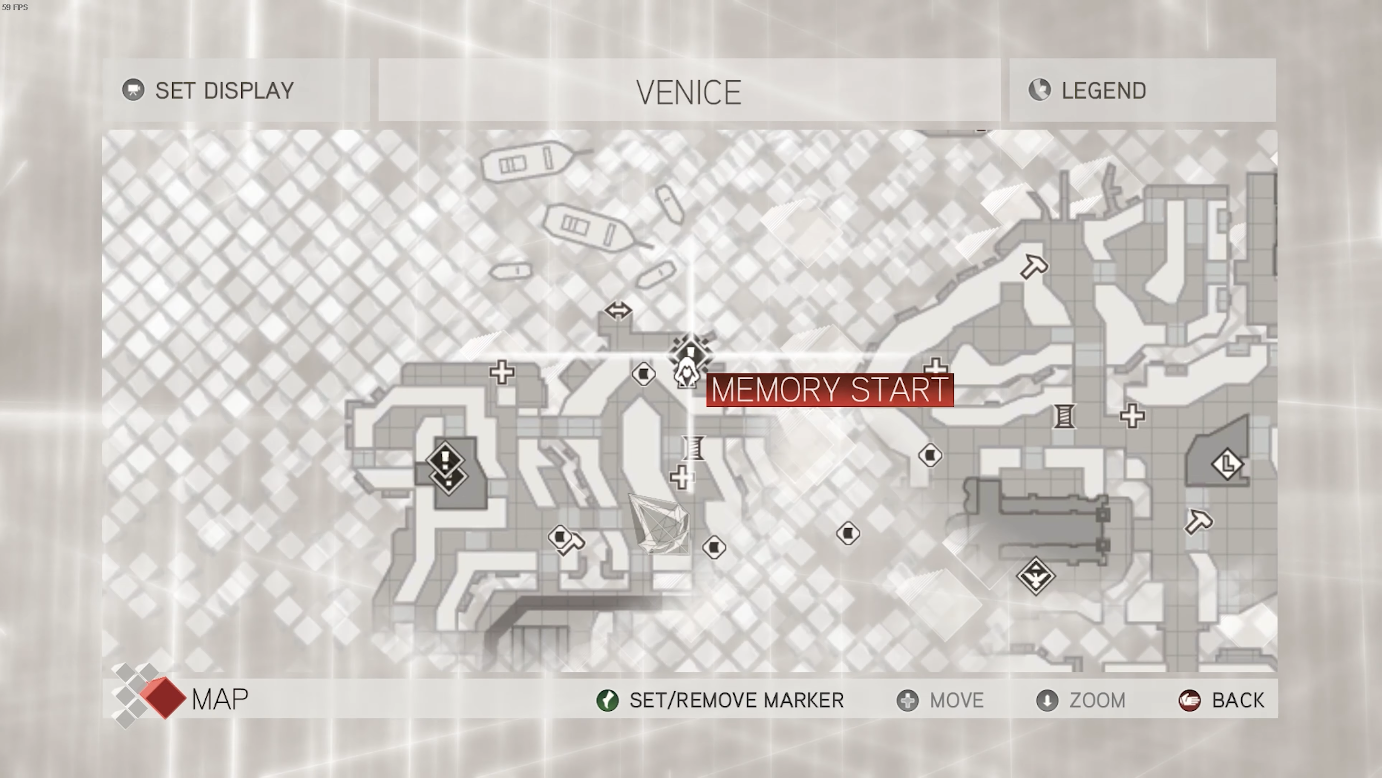 59 FPS
SET DISPLAY
VENICE
LEGEND
MEMORY START
MAP
SET/REMOVE MARKER
MOVE
ZOOM
BACK